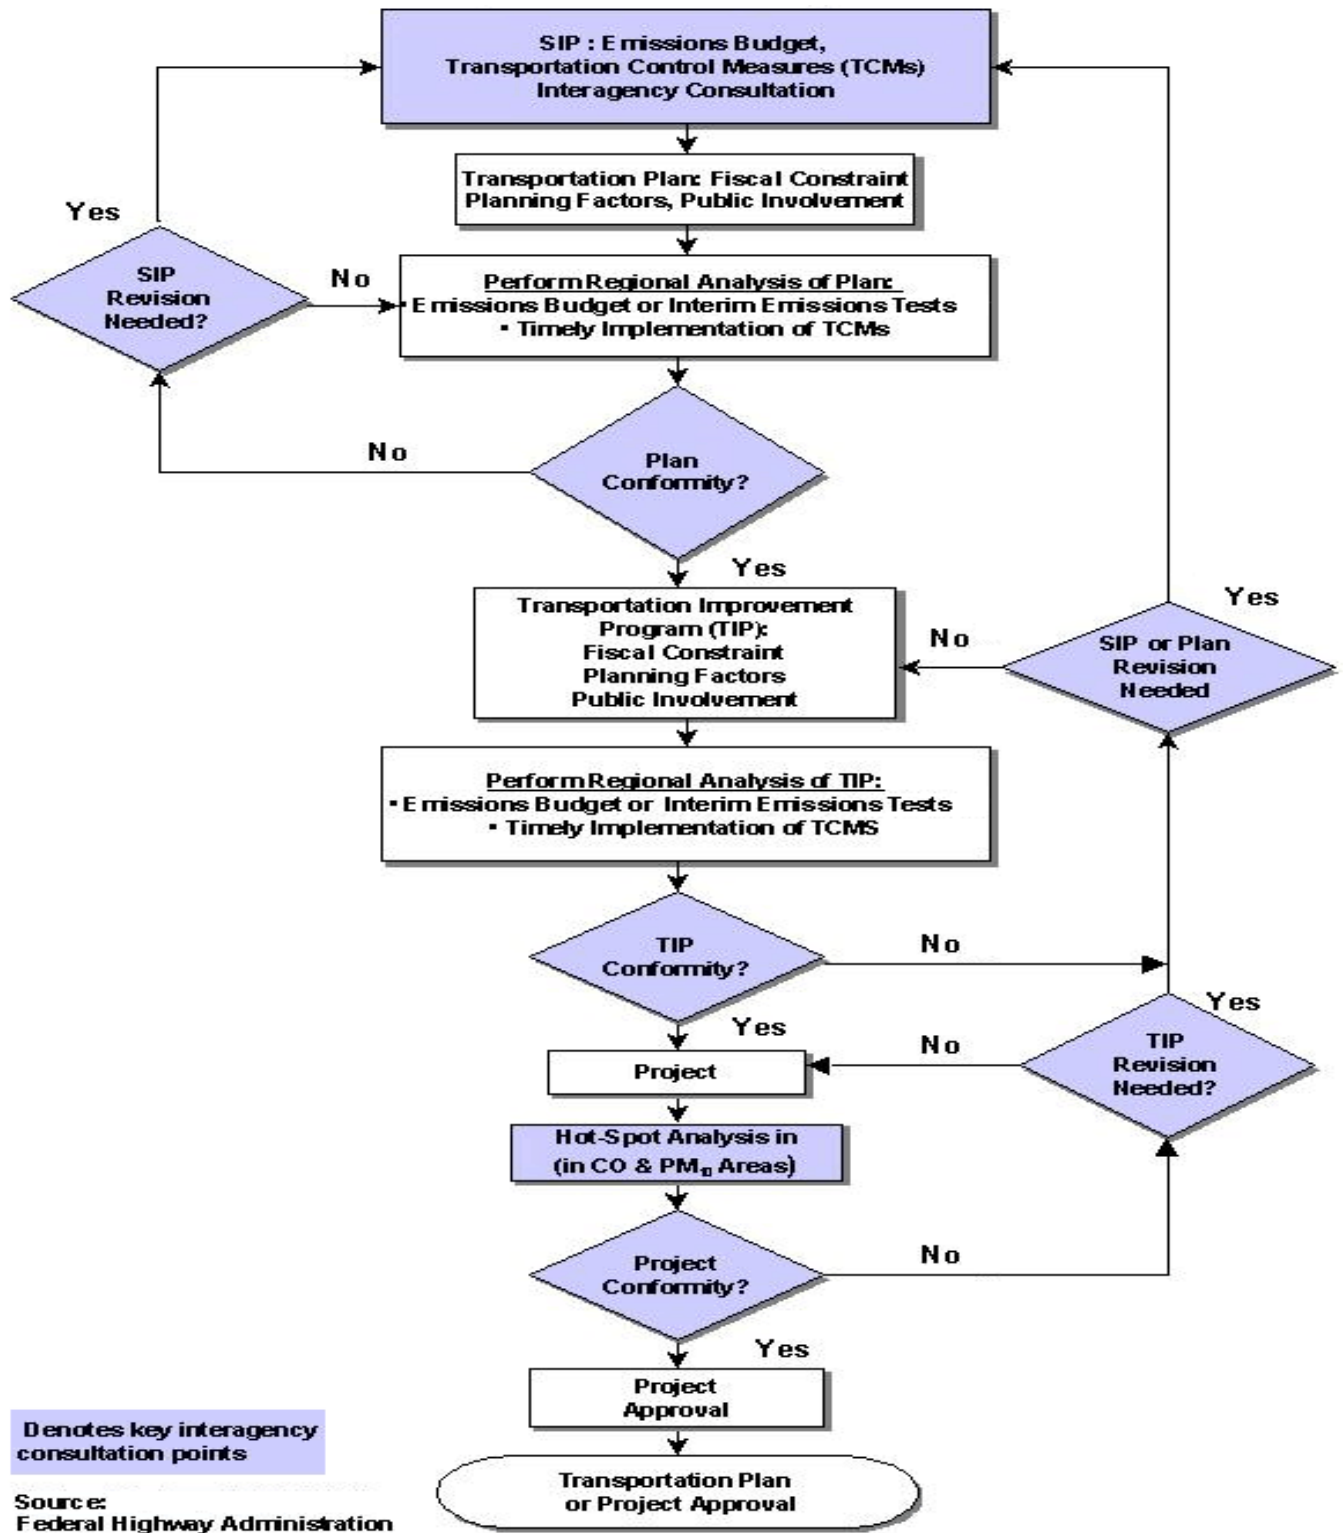 SIP : Emissions Budget,
Transportation Control Measures (TCMs)
Interagency Consultation
Transportation Plan: Fiscal Constraint
Planning Factors, Public Involvement
Yes
SIP
Revision
Needed?
No
Perform Regional Analysis of Plan:
▪ Emissions Budget or Interim Emissions Tests
▪ Timely Implementation of TCMs
No
Plan
Conformity?
Yes
Transportation Improvement
Program (TIP):
Fiscal Constraint
Planning Factors
Public Involvement
No
Yes
SIP or Plan
Revision
Needed
Perform Regional Analysis of TIP:
▪ Emissions Budget or Interim Emissions Tests
▪ Timely Implementation of TCMS
TIP
Conformity?
No
Yes
Yes
TIP
Revision
Needed?
No
Project
Hot-Spot Analysis in
(in CO & PM₁₀ Areas)
Project
Conformity?
No
Yes
Project
Approval
Transportation Plan
or Project Approval
Denotes key interagency
consultation points
Source:
Federal Highway Administration